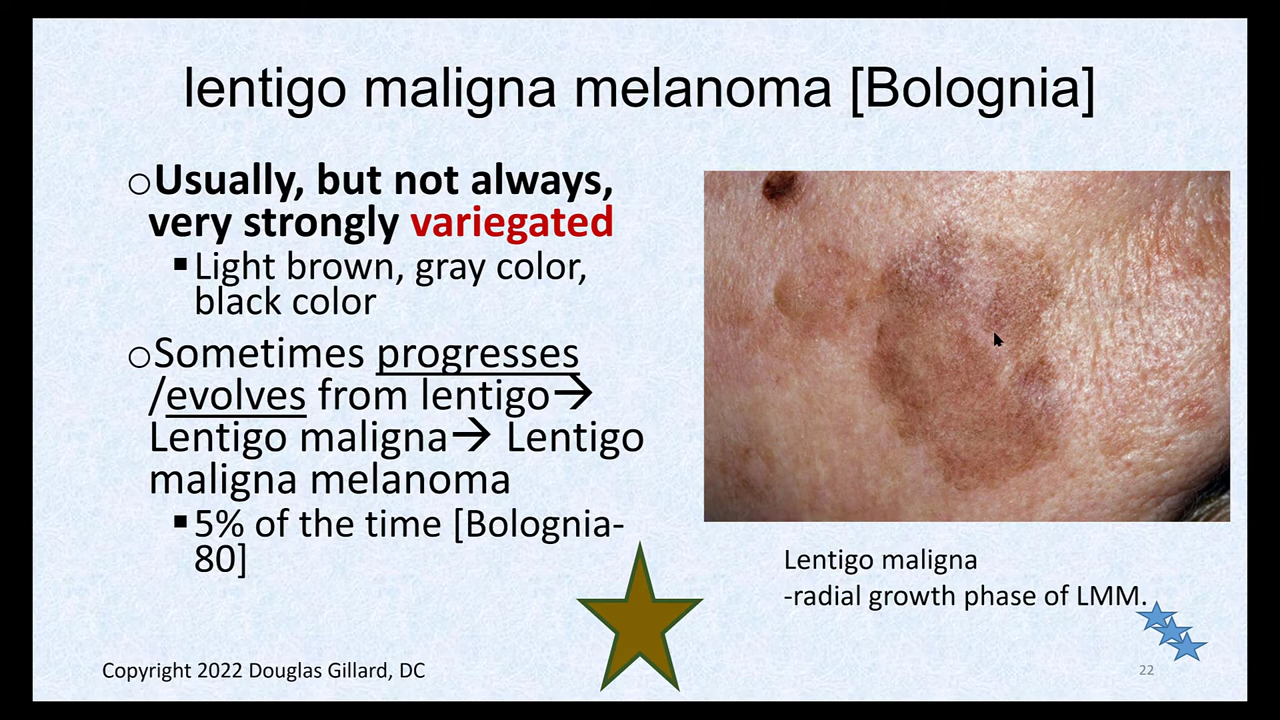 lentigo maligna melanoma [Bolognia]
○Usually, but not always,
very strongly variegated
▪Light brown, gray color,
black color
○Sometimes progresses
/evolves from lentigo→
Lentigo maligna→ Lentigo
maligna melanoma
▪5% of the time [Bolognia-
80]
Lentigo maligna
-radial growth phase of LMM.
Copyright 2022 Douglas Gillard, DC
22